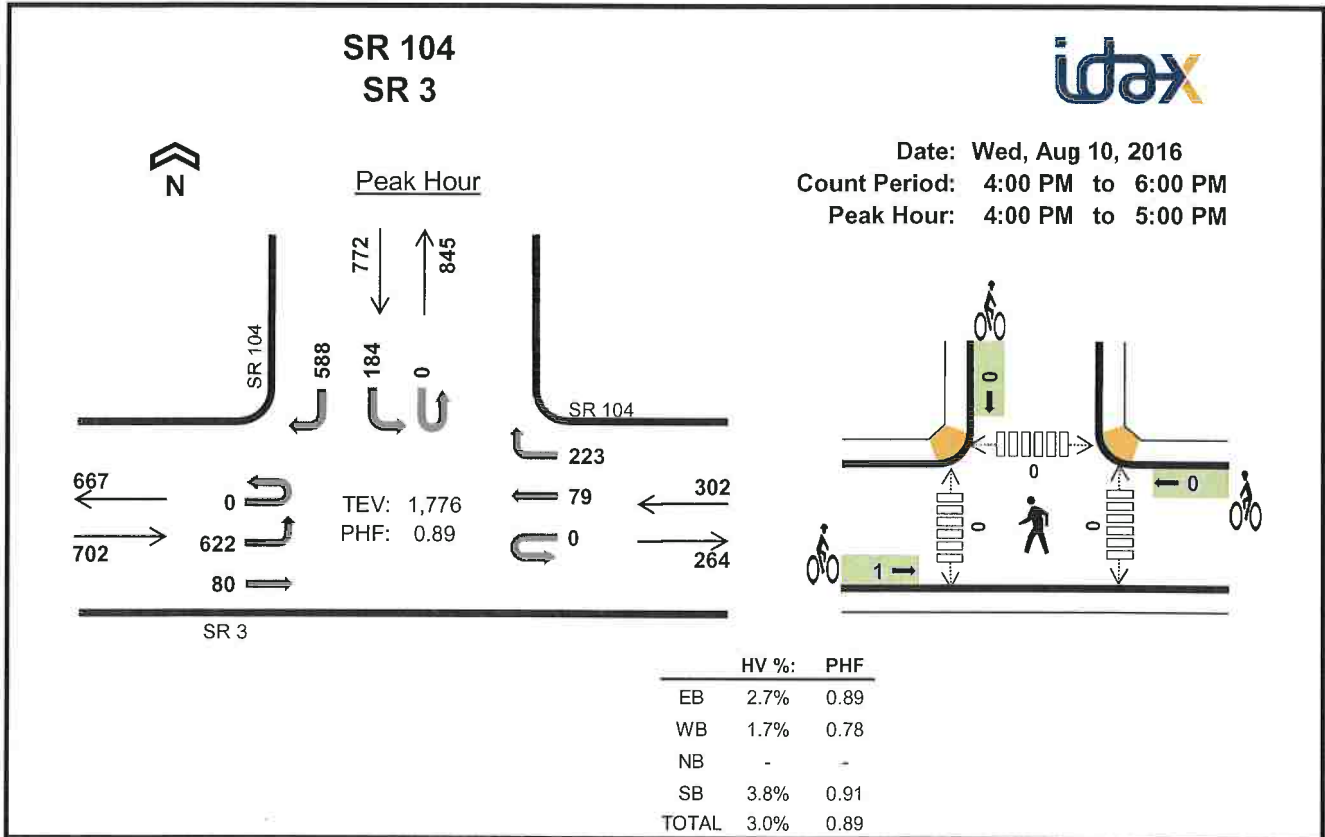 SR 104
SR 3
idax
N
Peak Hour
Date: Wed, Aug 10, 2016
Count Period: 4:00 PM to 6:00 PM
Peak Hour: 4:00 PM to 5:00 PM
772
845
SR 104
588
184
0
SR 104
223
79
0
302
264
667
702
0
622
80
TEV: 1,776
PHF: 0.89
SR 3
0
0
0
0
0
1
HV %: PHF
EB 2.7% 0.89
WB 1.7% 0.78
NB - -
SB 3.8% 0.91
TOTAL 3.0% 0.89